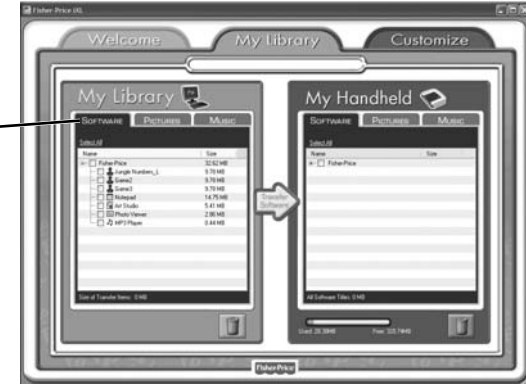 Fisher-Price iXL
Welcome
My Library
Customize
My Library
SOFTWARE PICTURES MUSIC
Select All
Name Size
Fisher-Price 32.62 MB
Jungle Numbers_L 9.78 MB
Game2 9.78 MB
Game3 9.78 MB
Notepad 14.75 MB
Art Studio 5.41 MB
Photo Viewer 2.86 MB
MP3 Player 0.44 MB
Size of Transfer Items: 0 MB
Transfer
Software
My Handheld
SOFTWARE PICTURES MUSIC
Select All
Name Size
Fisher-Price
All Software Titles: 0 MB
Fisher-Price